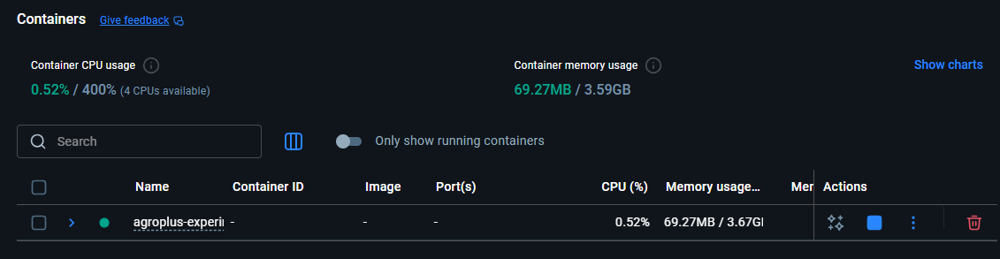 Containers Give feedback
Container CPU usage Container memory usage Show charts
0.52% / 400% (4 CPUs available) 69.27MB / 3.59GB
Search Only show running containers
Name Container ID Image Port(s) CPU (%) Memory usage... Mer Actions
agroplus-experi - - - 0.52% 69.27MB / 3.67G